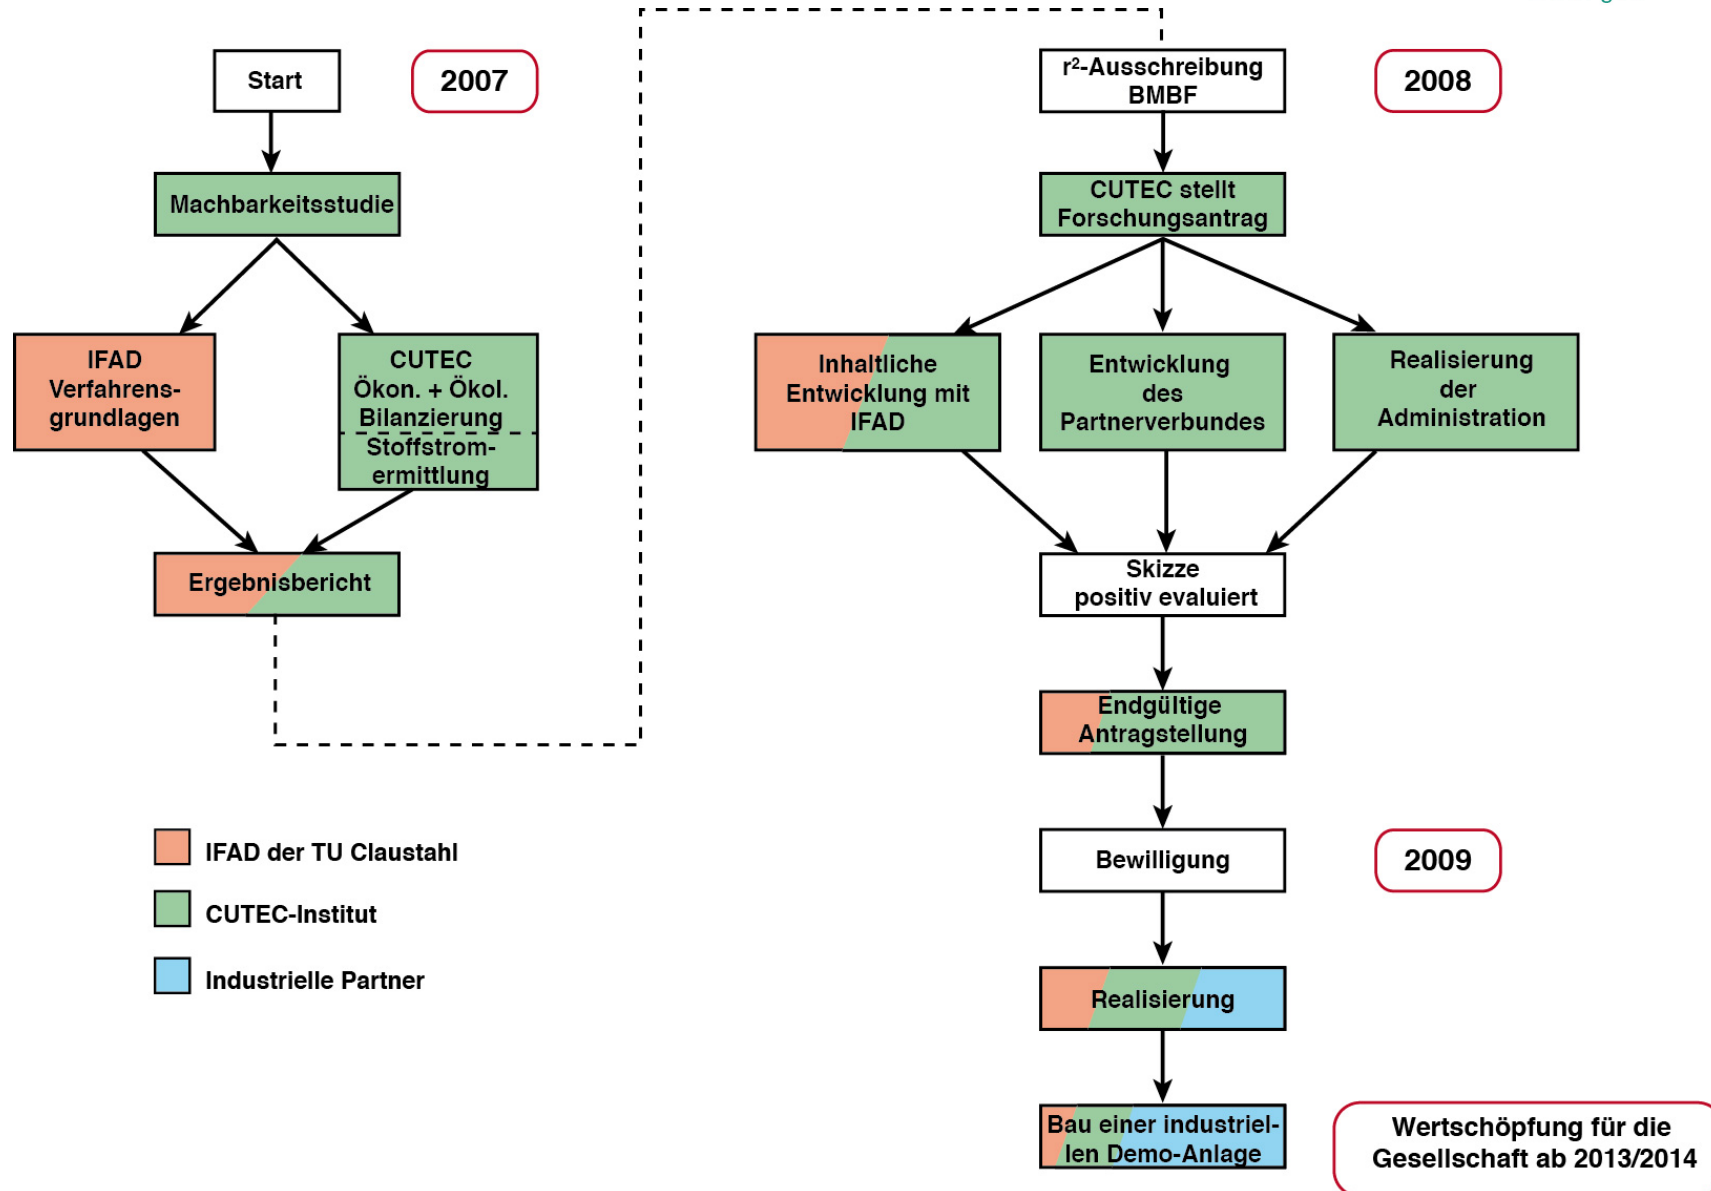 Start
2007
Machbarkeitsstudie
IFAD
Verfahrens-
grundlagen
CUTEC
Ökon. + Ökol.
Bilanzierung
Stoffstrom-
ermittlung
Ergebnisbericht
r²-Ausschreibung
BMBF
2008
CUTEC stellt
Forschungsantrag
Inhaltliche
Entwicklung mit
IFAD
Entwicklung
des
Partnerverbundes
Realisierung
der
Administration
Skizze
positiv evaluiert
Endgültige
Antragstellung
Bewilligung
2009
Realisierung
Bau einer industriel-
len Demo-Anlage
Wertschöpfung für die
Gesellschaft ab 2013/2014
IFAD der TU Claustahl
CUTEC-Institut
Industrielle Partner